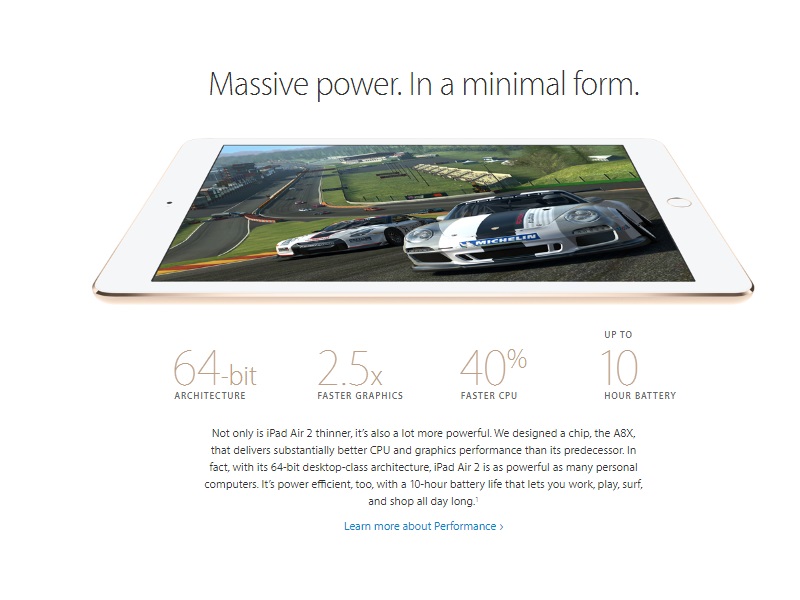 Massive power. In a minimal form.
MICHELIN
UP TO
64-bit 2.5x 40% 10
ARCHITECTURE FASTER GRAPHICS FASTER CPU HOUR BATTERY
Not only is iPad Air 2 thinner, it's also a lot more powerful. We designed a chip, the A8X,
that delivers substantially better CPU and graphics performance than its predecessor. In
fact, with its 64-bit desktop-class architecture, iPad Air 2 is as powerful as many personal
computers. It's power efficient, too, with a 10-hour battery life that lets you work, play, surf,
and shop all day long.¹
Learn more about Performance ›